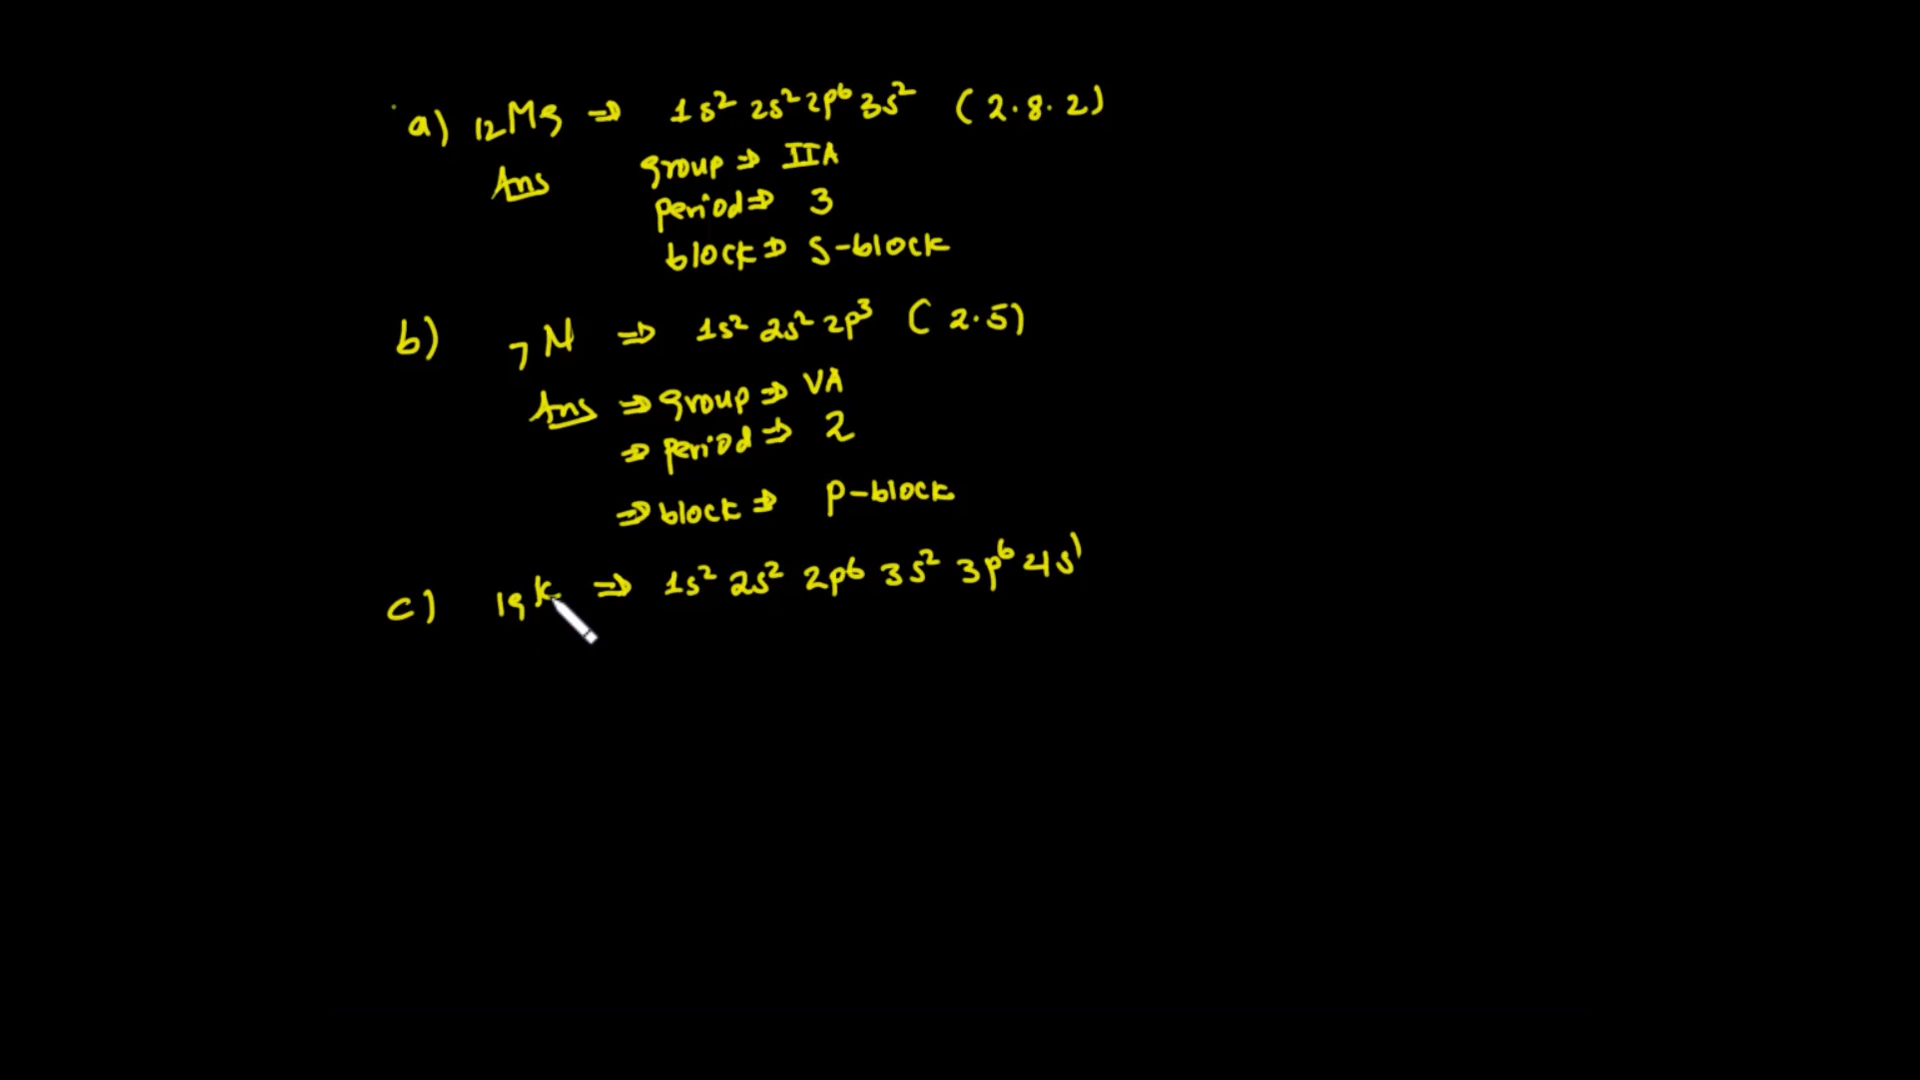 a) ₁₂Mg ⇒ 1s² 2s² 2p⁶ 3s² (2.8.2)
Ans group ⇒ IIA
period ⇒ 3
block ⇒ S-block
b) ₇N ⇒ 1s² 2s² 2p³ (2.5)
Ans ⇒ group ⇒ VA
⇒ period ⇒ 2
⇒ block ⇒ P-block
c) ₁₉K ⇒ 1s² 2s² 2p⁶ 3s² 3p⁶ 4s¹